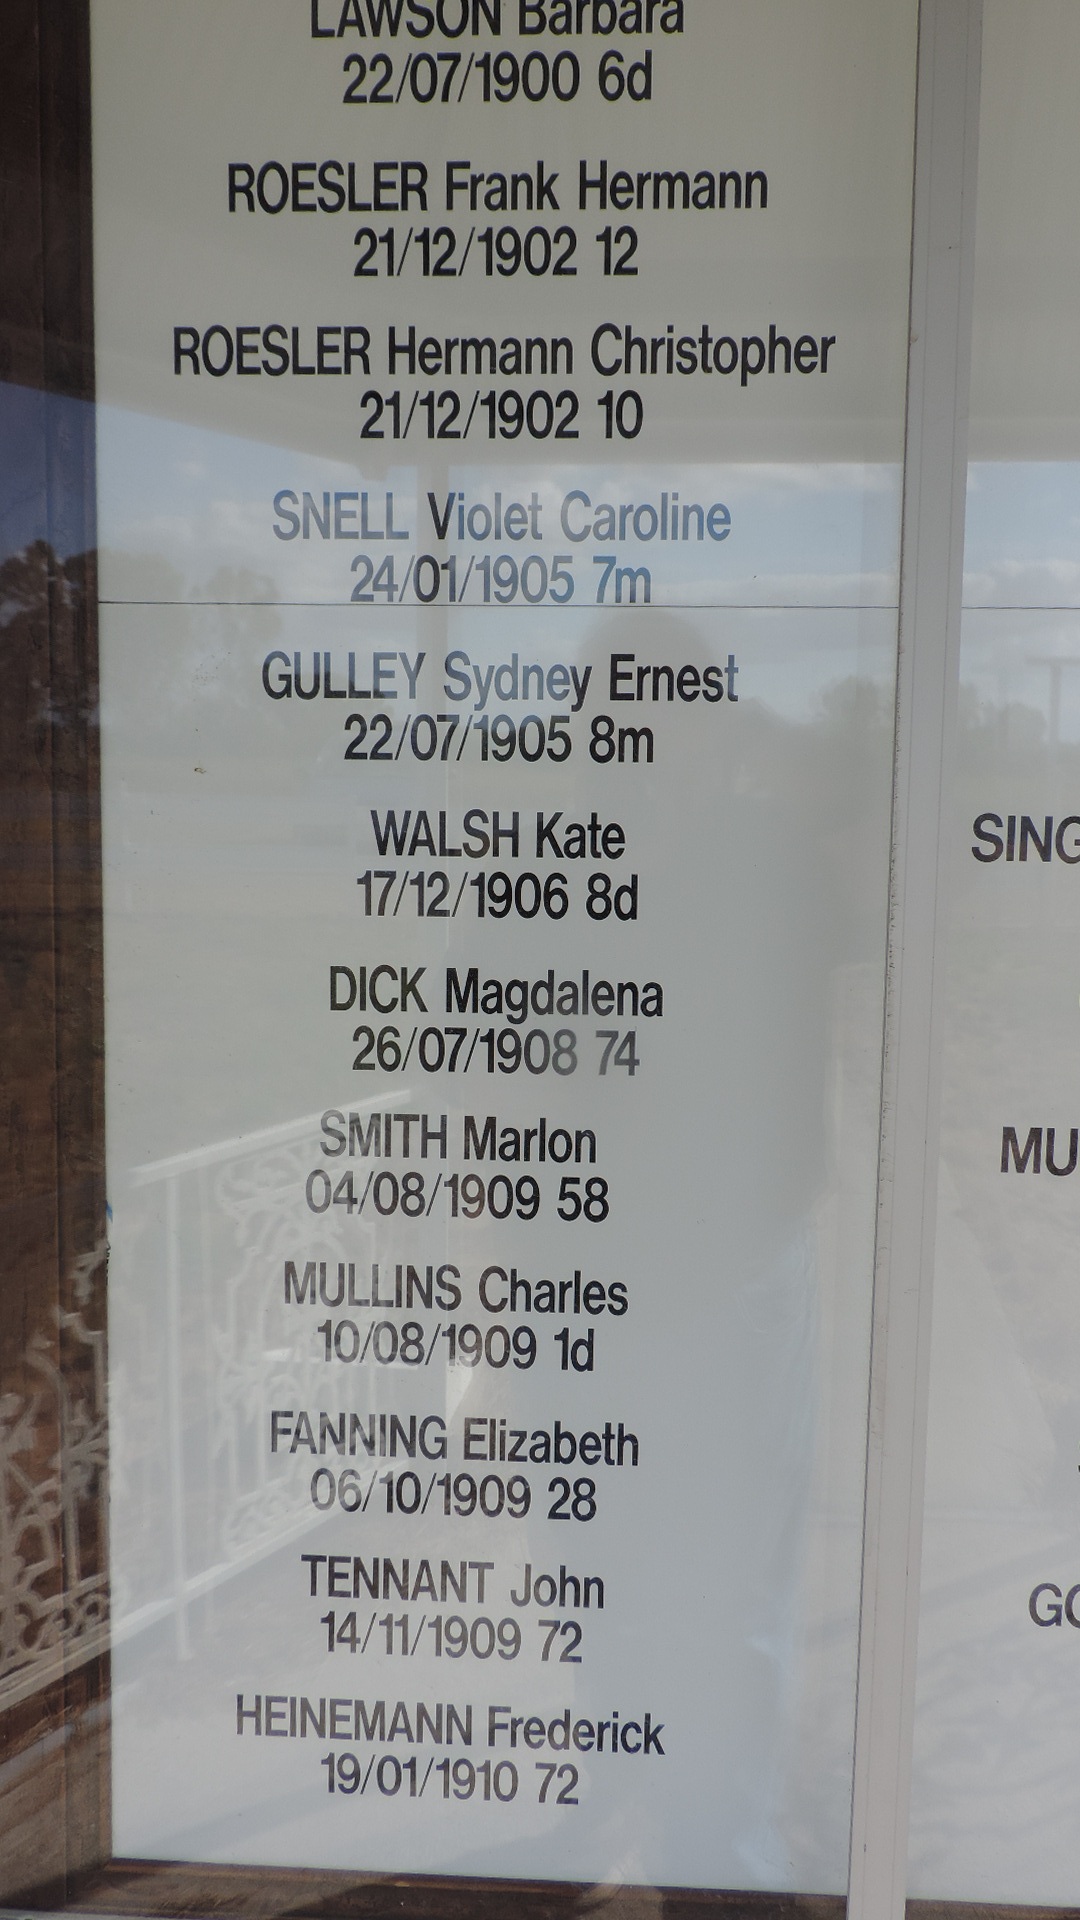 LAWSON Barbara
22/07/1900 6d
ROESLER Frank Hermann
21/12/1902 12
ROESLER Hermann Christopher
21/12/1902 10
SNELL Violet Caroline
24/01/1905 7m
GULLEY Sydney Ernest
22/07/1905 8m
WALSH Kate
17/12/1906 8d
DICK Magdalena
26/07/1908 74
SMITH Marlon
04/08/1909 58
MULLINS Charles
10/08/1909 1d
FANNING Elizabeth
06/10/1909 28
TENNANT John
14/11/1909 72
HEINEMANN Frederick
19/01/1910 72
SING
MU
GO